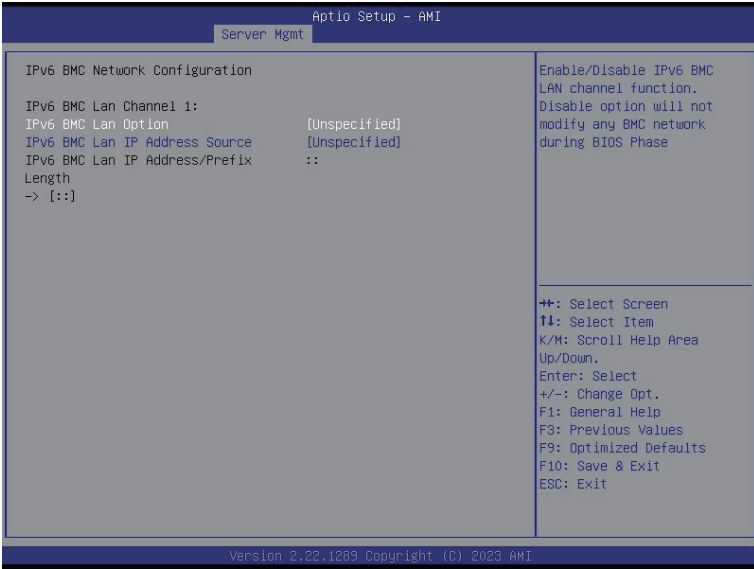 Aptio Setup – AMI
Server Mgmt
IPv6 BMC Network Configuration
IPv6 BMC Lan Channel 1:
IPv6 BMC Lan Option [Unspecified]
IPv6 BMC Lan IP Address Source [Unspecified]
IPv6 BMC Lan IP Address/Prefix ::
Length
-> [::]
Enable/Disable IPv6 BMC
LAN channel function.
Disable option will not
modify any BMC network
during BIOS Phase
→←: Select Screen
↑↓: Select Item
K/M: Scroll Help Area
Up/Down.
Enter: Select
+/-: Change Opt.
F1: General Help
F3: Previous Values
F9: Optimized Defaults
F10: Save & Exit
ESC: Exit
Version 2.22.1289 Copyright (C) 2023 AMI